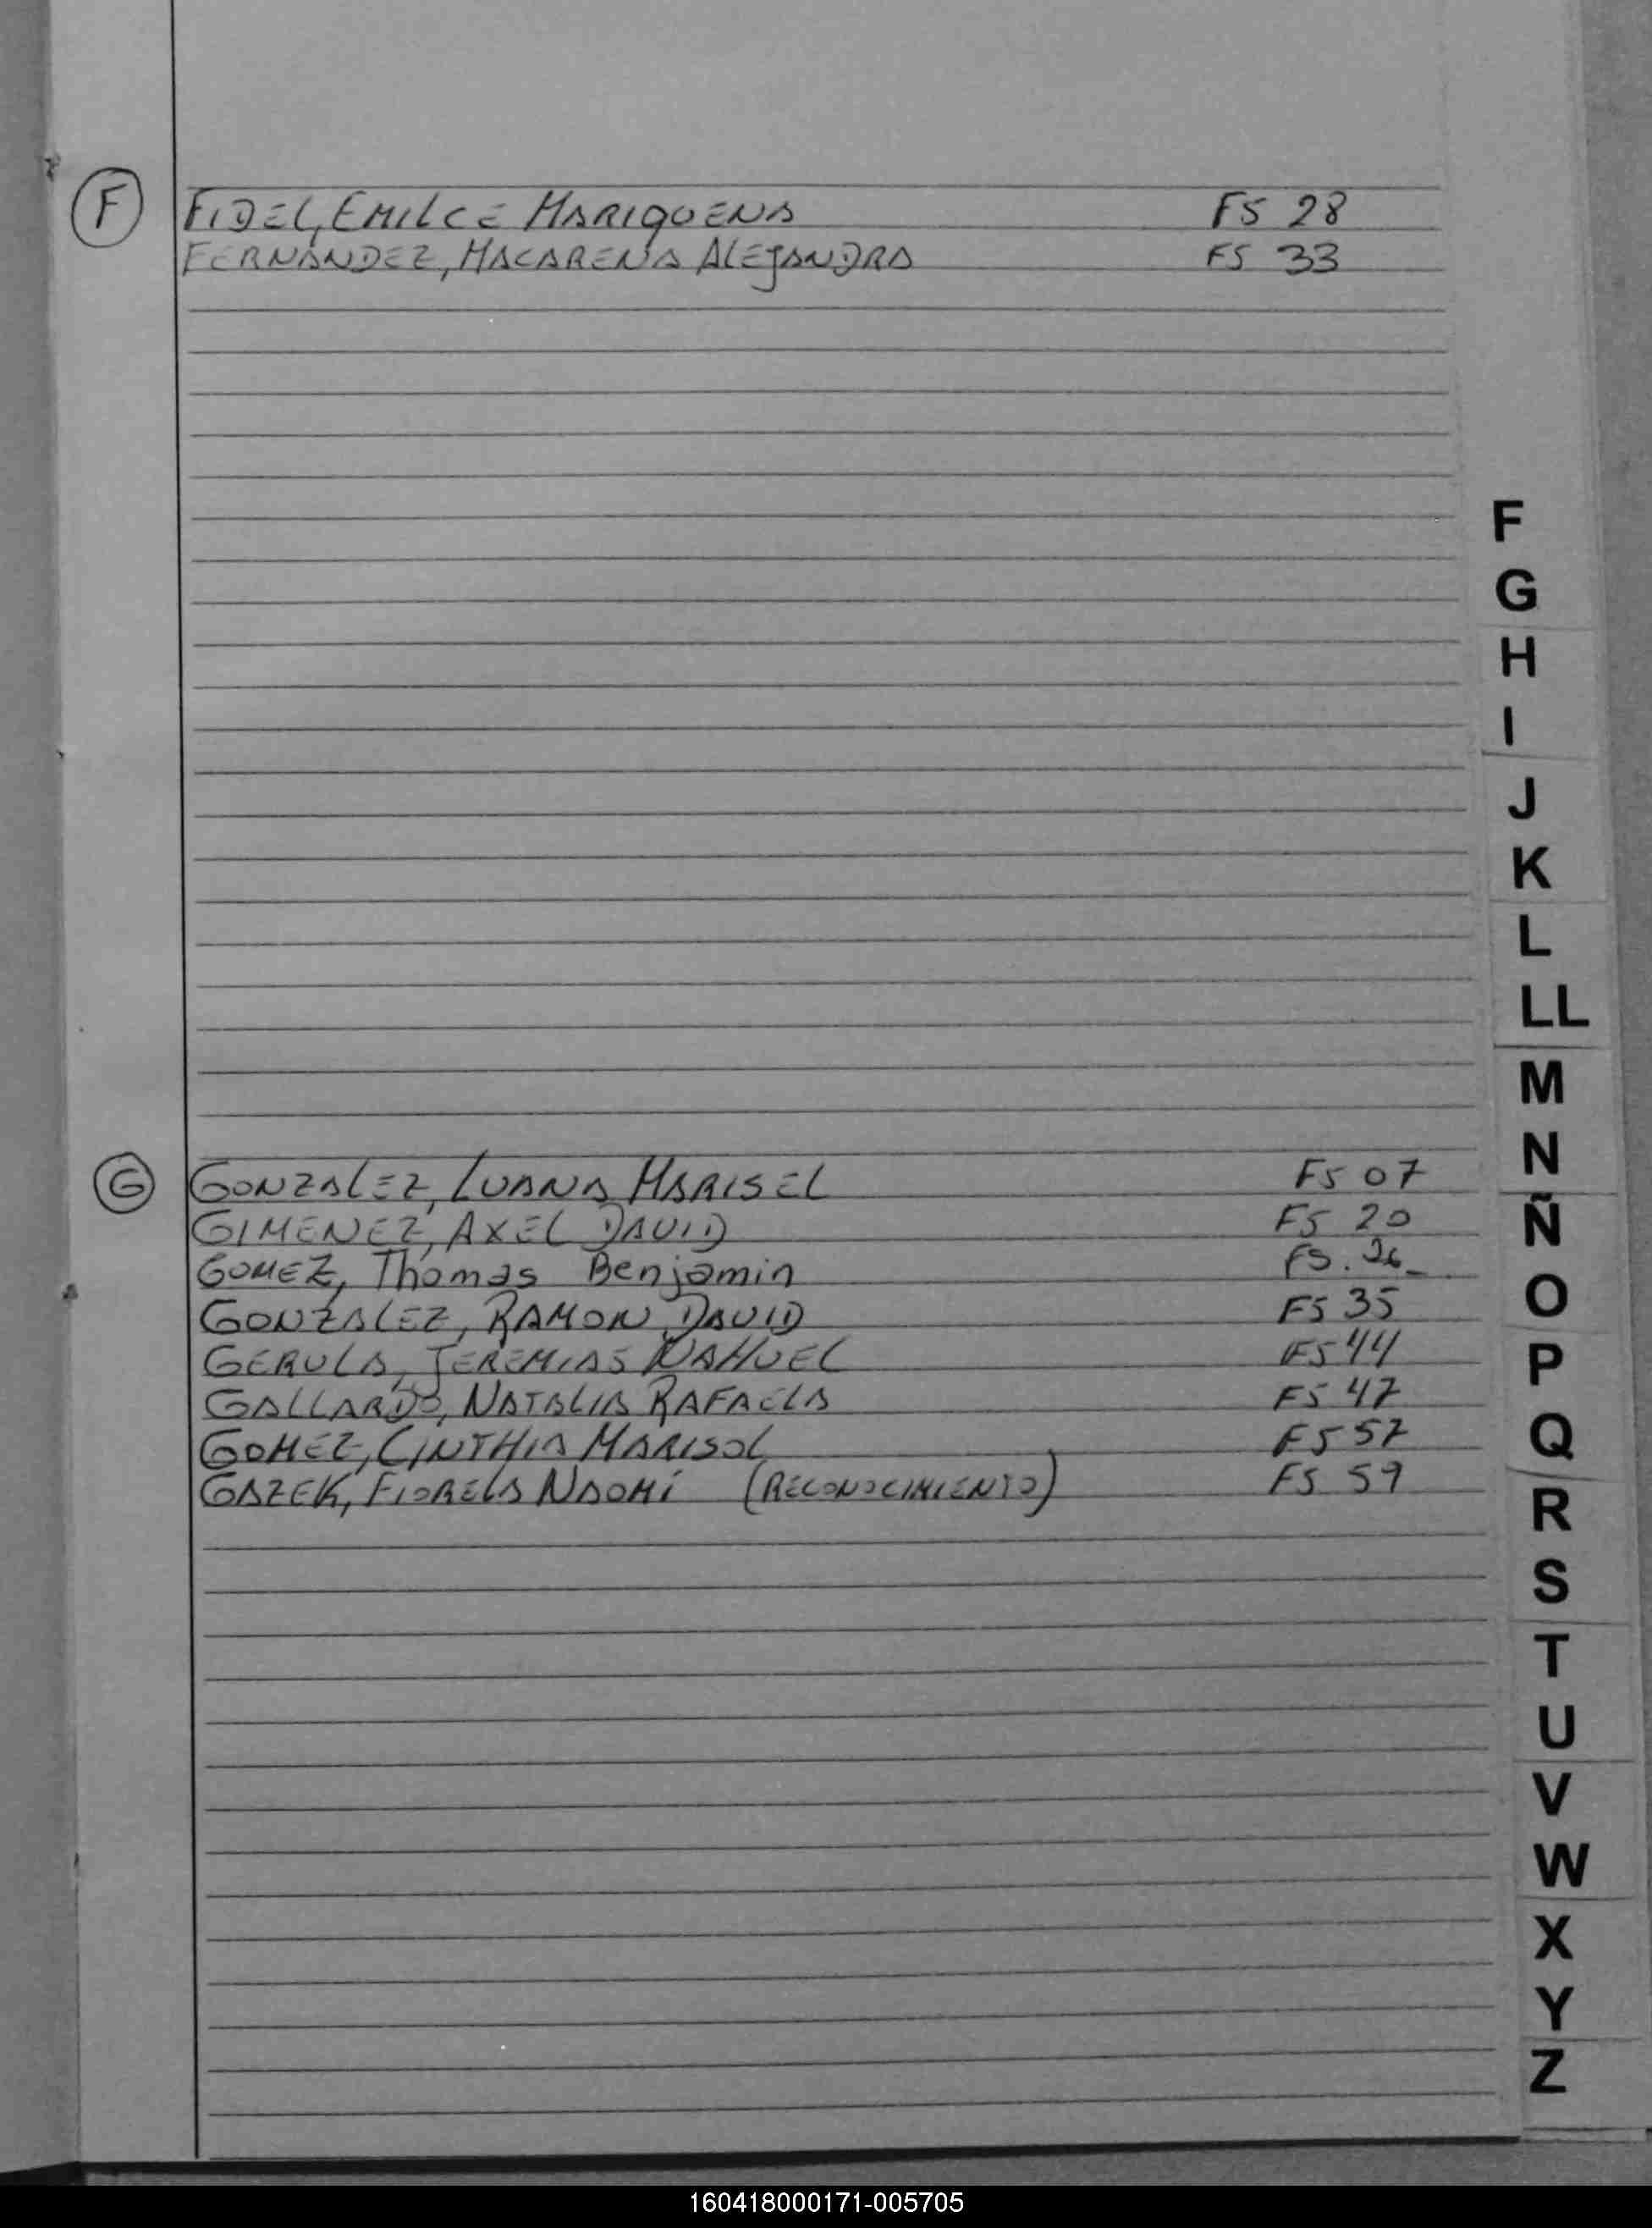 F FIDEL, EMILCE MARIQUENA FS 28
FERNANDEZ, MACARENA ALEJANDRA FS 33
G GONZALEZ, LUANA MARISEL FS 07
GIMENEZ, AXEL DAVID FS 20
GOMEZ, Thomas Benjamin FS. 26_
GONZALEZ, RAMON DAVID FS 35
GERULA, JEREMIAS NAHUEL FS 44
GALLARDO, NATALIA RAFAELA FS 47
GOMEZ, CINTHIA MARISOL FS 57
GAZEK, FIORELA NAOMÍ (RECONOCIMIENTO) FS 59
F
G
H
I
J
K
L
LL
M
N
Ñ
O
P
Q
R
S
T
U
V
W
X
Y
Z
160418000171-005705